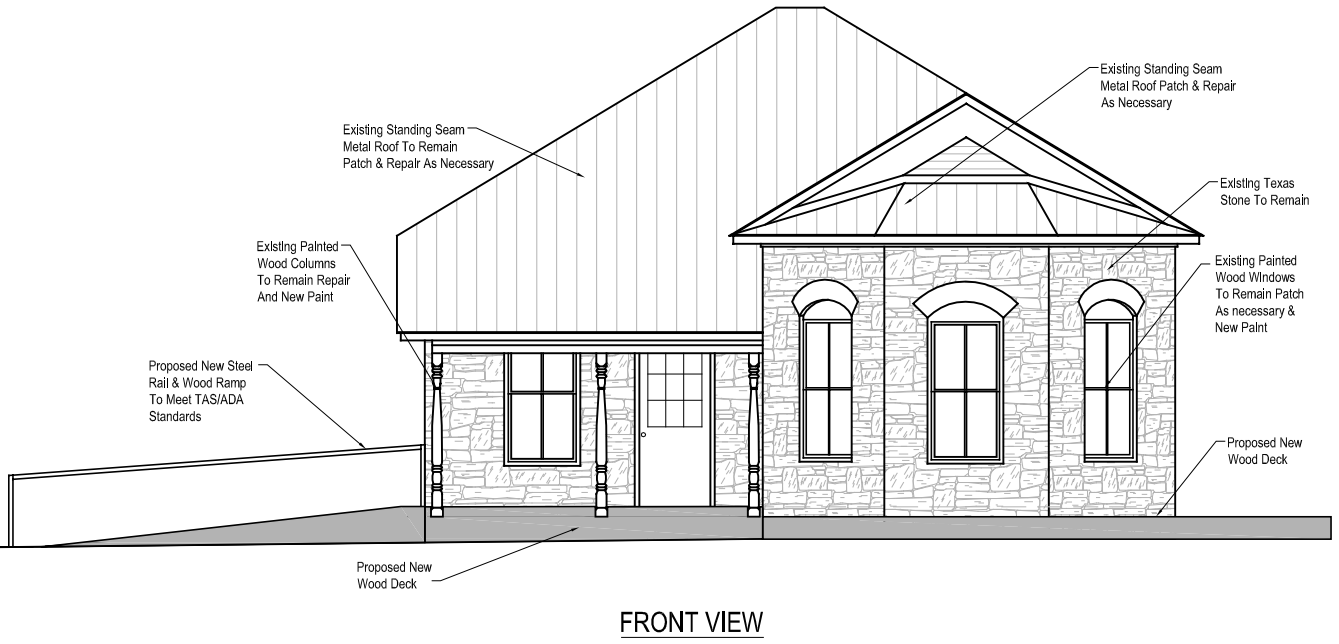 Existing Standing Seam
Metal Roof Patch & Repair
As Necessary
Existing Standing Seam
Metal Roof To Remain
Patch & Repair As Necessary
Existing Texas
Stone To Remain
Existing Painted
Wood Columns
To Remain Repair
And New Paint
Existing Painted
Wood Windows
To Remain Patch
As necessary &
New Paint
Proposed New Steel
Rail & Wood Ramp
To Meet TAS/ADA
Standards
Proposed New
Wood Deck
Proposed New
Wood Deck
FRONT VIEW